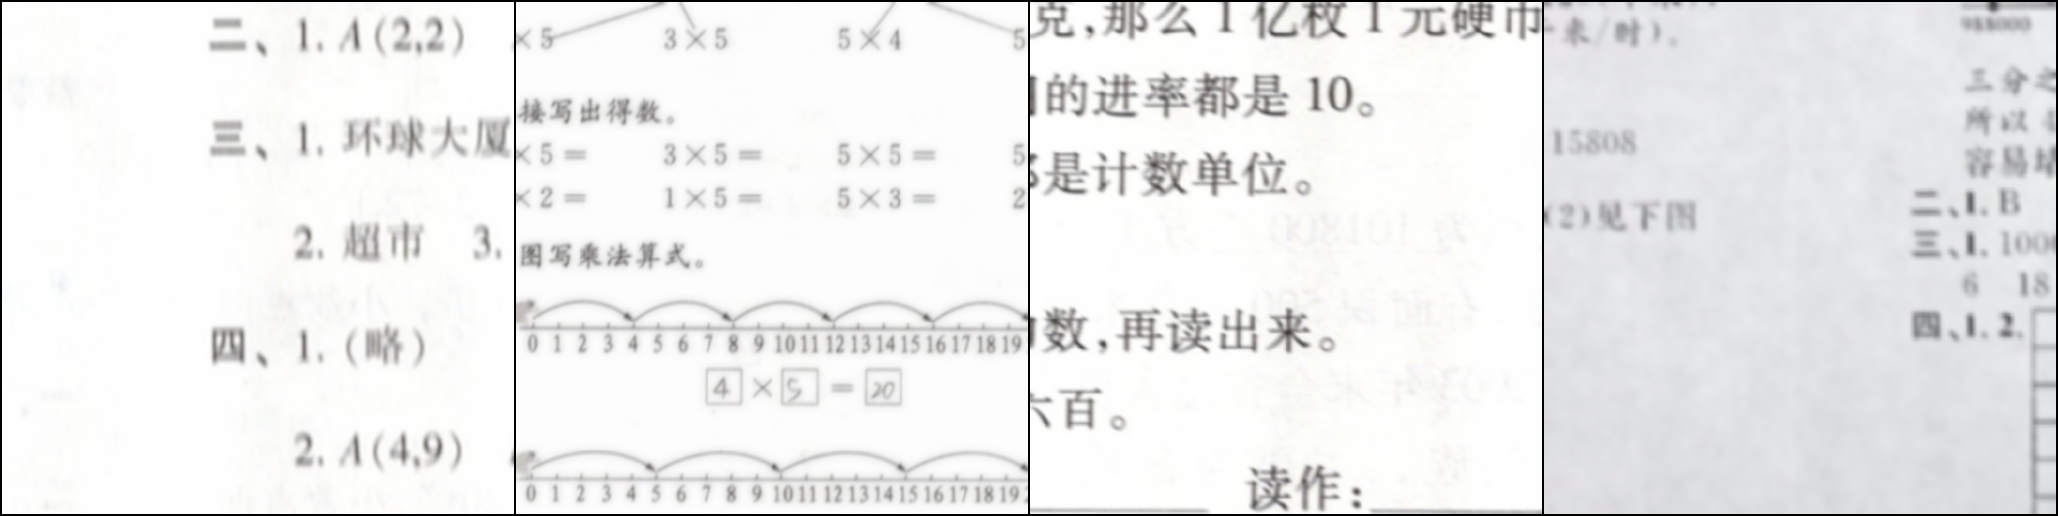 二、1. A(2,2)
三、1. 环球大厦
2. 超市 3.
四、1. (略)
2. A(4,9)
×5 3×5 5×4 5
接写出得数。
×5= 3×5= 5×5= 5
×2= 1×5= 5×3= 2
图写乘法算式。
0 1 2 3 4 5 6 7 8 9 10 11 12 13 14 15 16 17 18 19
4×5=20
0 1 2 3 4 5 6 7 8 9 10 11 12 13 14 15 16 17 18 19
克,那么1亿枚1元硬币
的进率都是10。
是计数单位。
数,再读出来。
六百。
读作:
米/时).
15808
(2)见下图
988000
三分之
所以
容易
二、1. B
三、1. 100
6 18
四、1. 2.